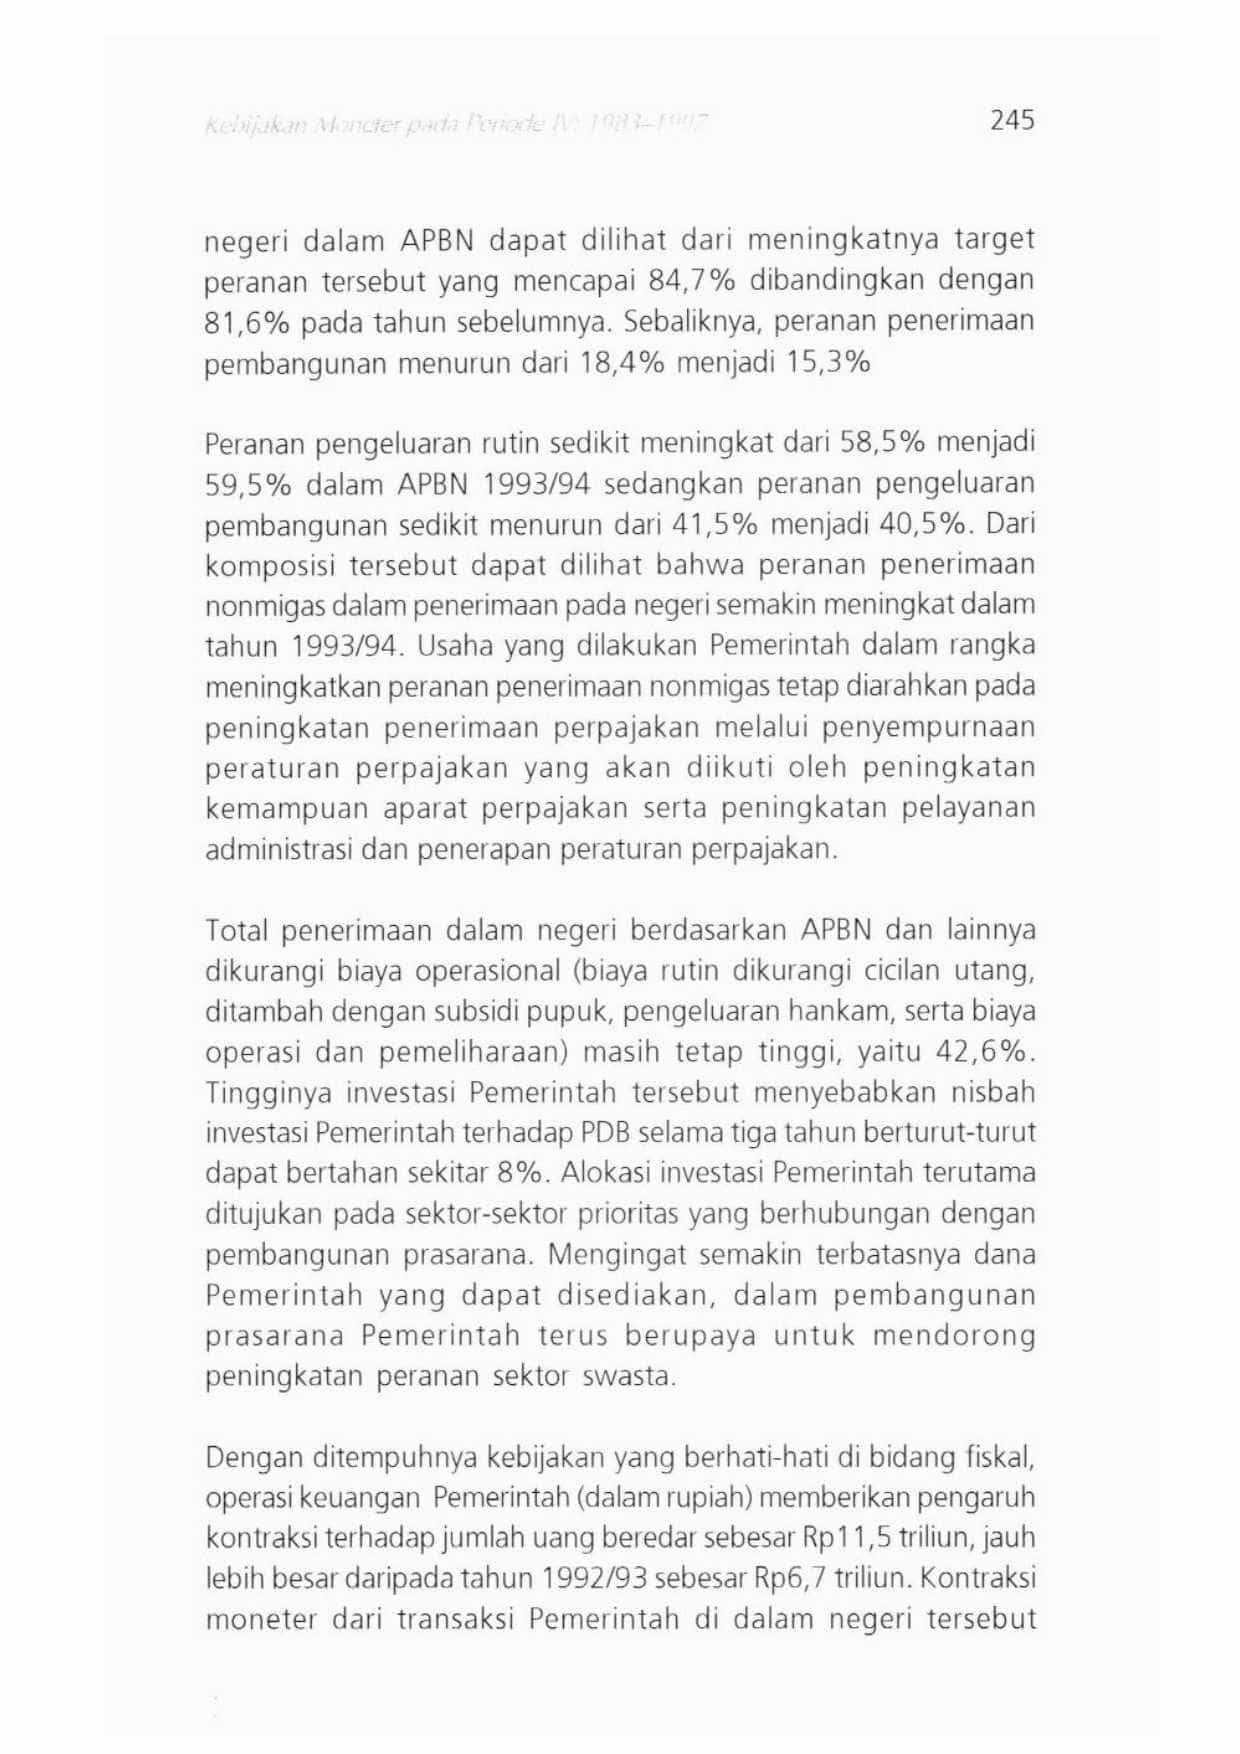 Kebijakan Moneter pada Periode IV: 1983–1997
245
negeri dalam APBN dapat dilihat dari meningkatnya target
peranan tersebut yang mencapai 84,7% dibandingkan dengan
81,6% pada tahun sebelumnya. Sebaliknya, peranan penerimaan
pembangunan menurun dari 18,4% menjadi 15,3%
Peranan pengeluaran rutin sedikit meningkat dari 58,5% menjadi
59,5% dalam APBN 1993/94 sedangkan peranan pengeluaran
pembangunan sedikit menurun dari 41,5% menjadi 40,5%. Dari
komposisi tersebut dapat dilihat bahwa peranan penerimaan
nonmigas dalam penerimaan pada negeri semakin meningkat dalam
tahun 1993/94. Usaha yang dilakukan Pemerintah dalam rangka
meningkatkan peranan penerimaan nonmigas tetap diarahkan pada
peningkatan penerimaan perpajakan melalui penyempurnaan
peraturan perpajakan yang akan diikuti oleh peningkatan
kemampuan aparat perpajakan serta peningkatan pelayanan
administrasi dan penerapan peraturan perpajakan.
Total penerimaan dalam negeri berdasarkan APBN dan lainnya
dikurangi biaya operasional (biaya rutin dikurangi cicilan utang,
ditambah dengan subsidi pupuk, pengeluaran hankam, serta biaya
operasi dan pemeliharaan) masih tetap tinggi, yaitu 42,6%.
Tingginya investasi Pemerintah tersebut menyebabkan nisbah
investasi Pemerintah terhadap PDB selama tiga tahun berturut-turut
dapat bertahan sekitar 8%. Alokasi investasi Pemerintah terutama
ditujukan pada sektor-sektor prioritas yang berhubungan dengan
pembangunan prasarana. Mengingat semakin terbatasnya dana
Pemerintah yang dapat disediakan, dalam pembangunan
prasarana Pemerintah terus berupaya untuk mendorong
peningkatan peranan sektor swasta.
Dengan ditempuhnya kebijakan yang berhati-hati di bidang fiskal,
operasi keuangan Pemerintah (dalam rupiah) memberikan pengaruh
kontraksi terhadap jumlah uang beredar sebesar Rp11,5 triliun, jauh
lebih besar daripada tahun 1992/93 sebesar Rp6,7 triliun. Kontraksi
moneter dari transaksi Pemerintah di dalam negeri tersebut